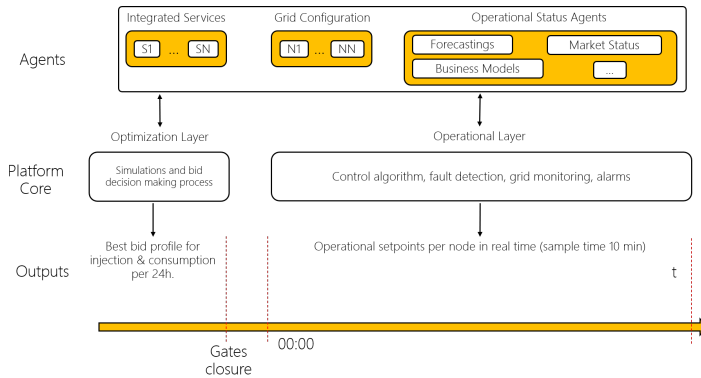 Integrated Services
Grid Configuration
Operational Status Agents
S1 ... SN
N1 ... NN
Forecastings
Market Status
Business Models
...
Agents
Optimization Layer
Operational Layer
Platform
Core
Simulations and bid
decision making process
Control algorithm, fault detection, grid monitoring, alarms
Outputs
Best bid profile for
injection & consumption
per 24h.
Operational setpoints per node in real time (sample time 10 min)
t
Gates
closure
00:00